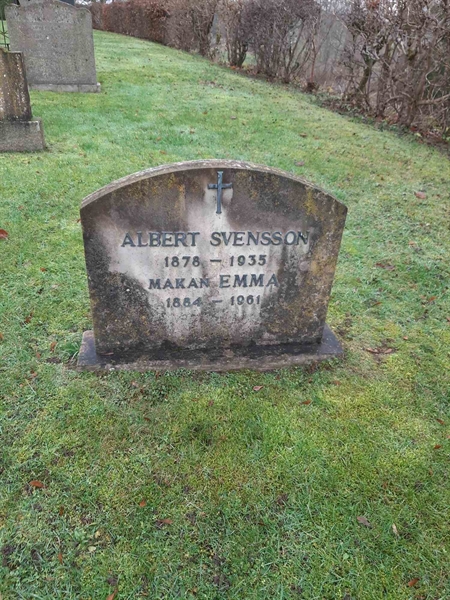 ALBERT SVENSSON
1878 – 1935
MAKAN EMMA
1884 – 1961